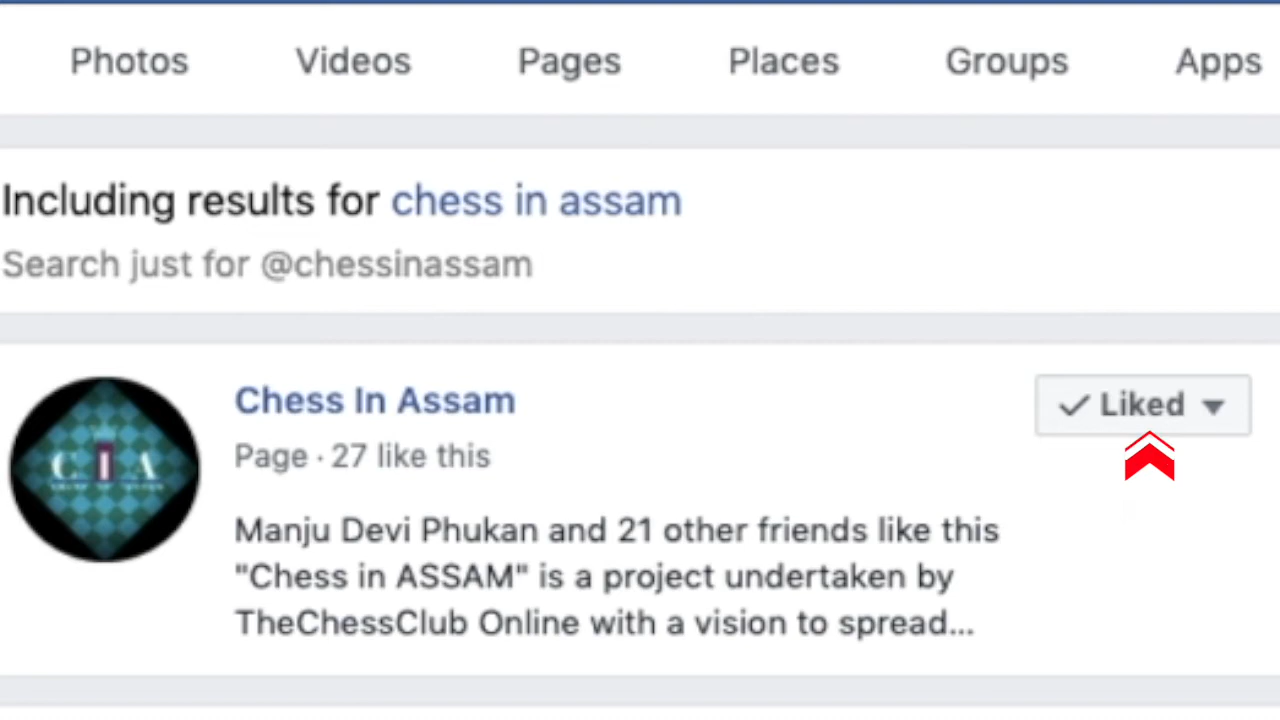 Photos Videos Pages Places Groups Apps
Including results for chess in assam
Search just for @chessinassam
Chess In Assam
Liked
Page · 27 like this
C I A
Manju Devi Phukan and 21 other friends like this
"Chess in ASSAM" is a project undertaken by
TheChessClub Online with a vision to spread...